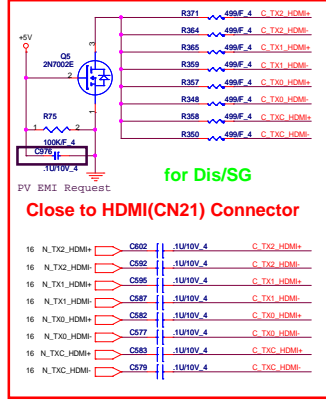 R371 499/F_4 C_TX2_HDMI+
R364 499/F_4 C_TX2_HDMI-
R365 499/F_4 C_TX1_HDMI+
R359 499/F_4 C_TX1_HDMI-
R357 499/F_4 C_TX0_HDMI+
R348 499/F_4 C_TX0_HDMI-
R358 499/F_4 C_TXC_HDMI+
R350 499/F_4 C_TXC_HDMI-
+5V
Q5
2N7002E
3
2
1
R75
1 2
100K/F_4
C976
.1U/10V_4
PV EMI Request
for Dis/SG
Close to HDMI(CN21) Connector
16 N_TX2_HDMI+ C602 .1U/10V_4 C_TX2_HDMI+
16 N_TX2_HDMI- C592 .1U/10V_4 C_TX2_HDMI-
16 N_TX1_HDMI+ C595 .1U/10V_4 C_TX1_HDMI+
16 N_TX1_HDMI- C587 .1U/10V_4 C_TX1_HDMI-
16 N_TX0_HDMI+ C582 .1U/10V_4 C_TX0_HDMI+
16 N_TX0_HDMI- C577 .1U/10V_4 C_TX0_HDMI-
16 N_TXC_HDMI+ C583 .1U/10V_4 C_TXC_HDMI+
16 N_TXC_HDMI- C579 .1U/10V_4 C_TXC_HDMI-